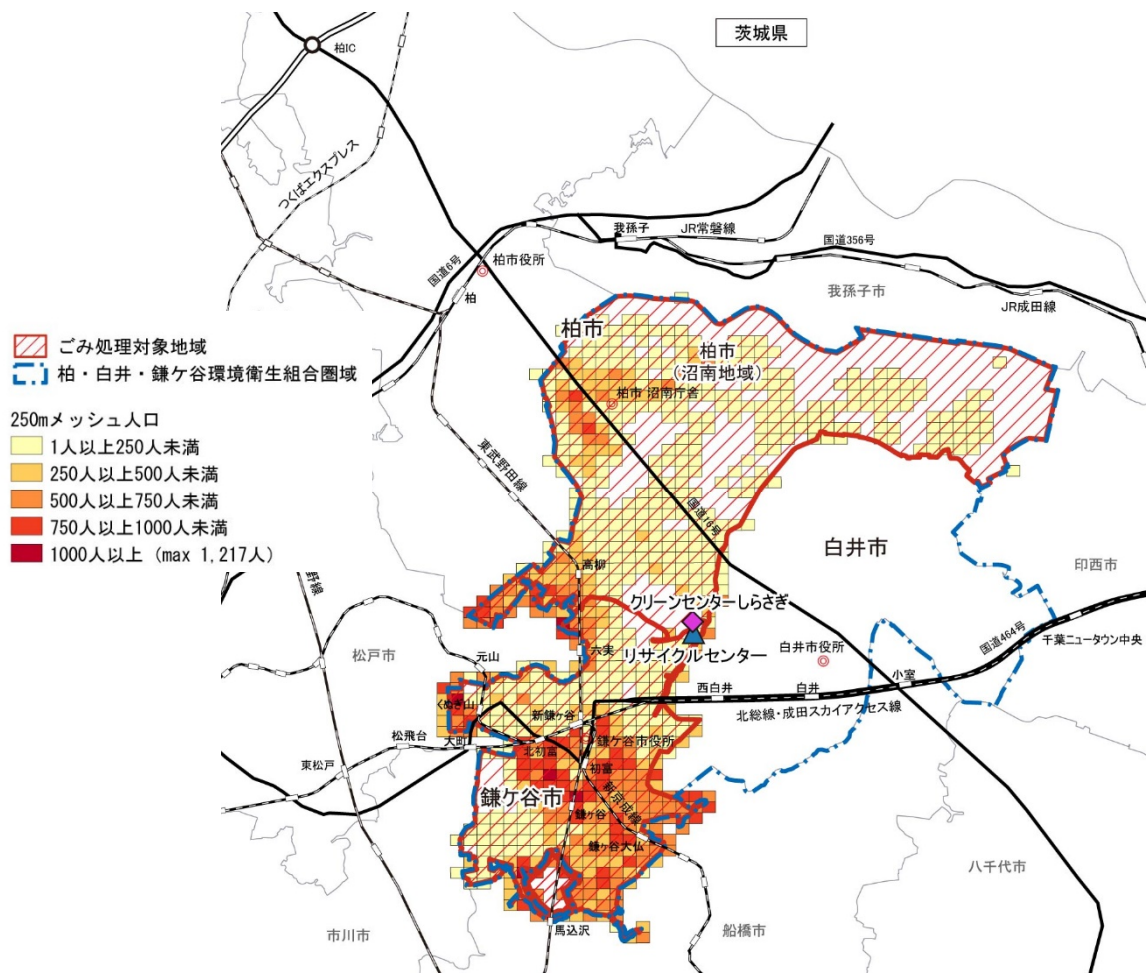 茨城県
柏IC
つくばエクスプレス
我孫子
JR常磐線
国道356号
国道6号
柏市役所
柏
我孫子市
JR成田線
ごみ処理対象地域
柏・白井・鎌ケ谷環境衛生組合圏域
250mメッシュ人口
1人以上250人未満
250人以上500人未満
500人以上750人未満
750人以上1000人未満
1000人以上 (max 1,217人)
柏市
柏市
(沼南地域)
柏市 沼南庁舎
東武野田線
国道16号
白井市
印西市
高柳
クリーンセンターしらさぎ
リサイクルセンター
野線
松戸市
元山
六実
白井市役所
国道464号
千葉ニュータウン中央
小室
西白井
白井
北総線・成田スカイアクセス線
くぬぎ山
新鎌ヶ谷
松飛台
大町
北初富
鎌ケ谷市役所
東松戸
初富
鎌ケ谷市
新京成線
鎌ヶ谷
鎌ヶ谷大仏
八千代市
馬込沢
市川市
船橋市